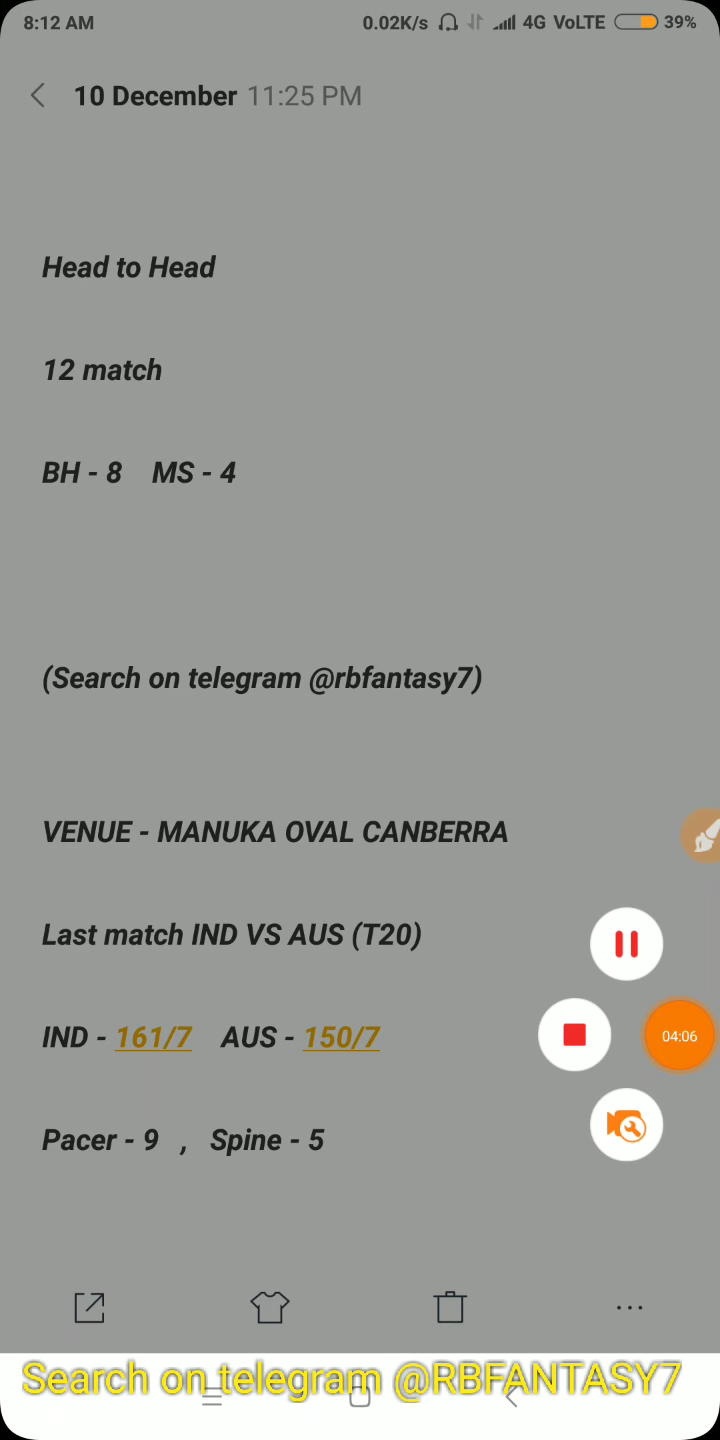 8:12 AM 0.02K/s 4G VoLTE 39%
10 December 11:25 PM
Head to Head
12 match
BH - 8 MS - 4
(Search on telegram @rbfantasy7)
VENUE - MANUKA OVAL CANBERRA
Last match IND VS AUS (T20)
IND - 161/7 AUS - 150/7
04:06
Pacer - 9 , Spine - 5
Search on telegram @RBFANTASY7